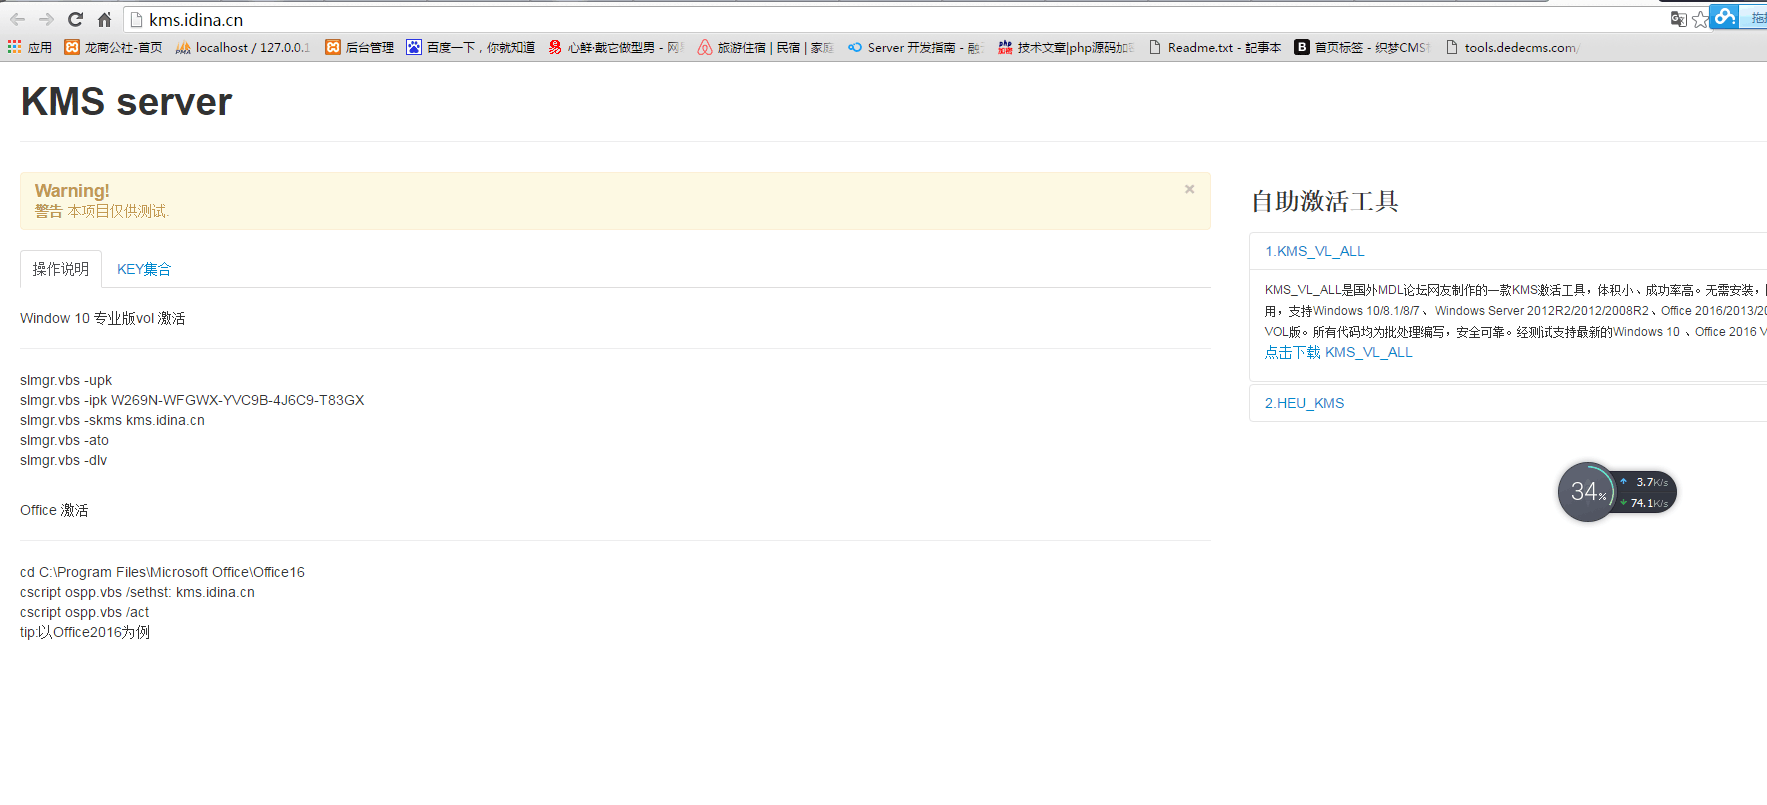 kms.idina.cn
应用 龙商公社-首页 localhost / 127.0.0.1 后台管理 百度一下，你就知道 心鲜·戴它做型男 - 网 旅游住宿 | 民宿 | 家庭 Server 开发指南 - 融 技术文章|php源码加密 Readme.txt - 記事本 首页标签 - 织梦CMS tools.dedecms.com/
KMS server
Warning!
警告 本项目仅供测试.
操作说明 KEY集合
Window 10 专业版vol 激活
slmgr.vbs -upk
slmgr.vbs -ipk W269N-WFGWX-YVC9B-4J6C9-T83GX
slmgr.vbs -skms kms.idina.cn
slmgr.vbs -ato
slmgr.vbs -dlv
Office 激活
cd C:\Program Files\Microsoft Office\Office16
cscript ospp.vbs /sethst: kms.idina.cn
cscript ospp.vbs /act
tip:以Office2016为例
自助激活工具
1.KMS_VL_ALL
KMS_VL_ALL是国外MDL论坛网友制作的一款KMS激活工具，体积小、成功率高。无需安装，
用，支持Windows 10/8.1/8/7 、Windows Server 2012R2/2012/2008R2、Office 2016/2013/20
VOL版。所有代码均为批处理编写，安全可靠。经测试支持最新的Windows 10 、Office 2016 V
点击下载 KMS_VL_ALL
2.HEU_KMS
34%
3.7K/s
74.1K/s